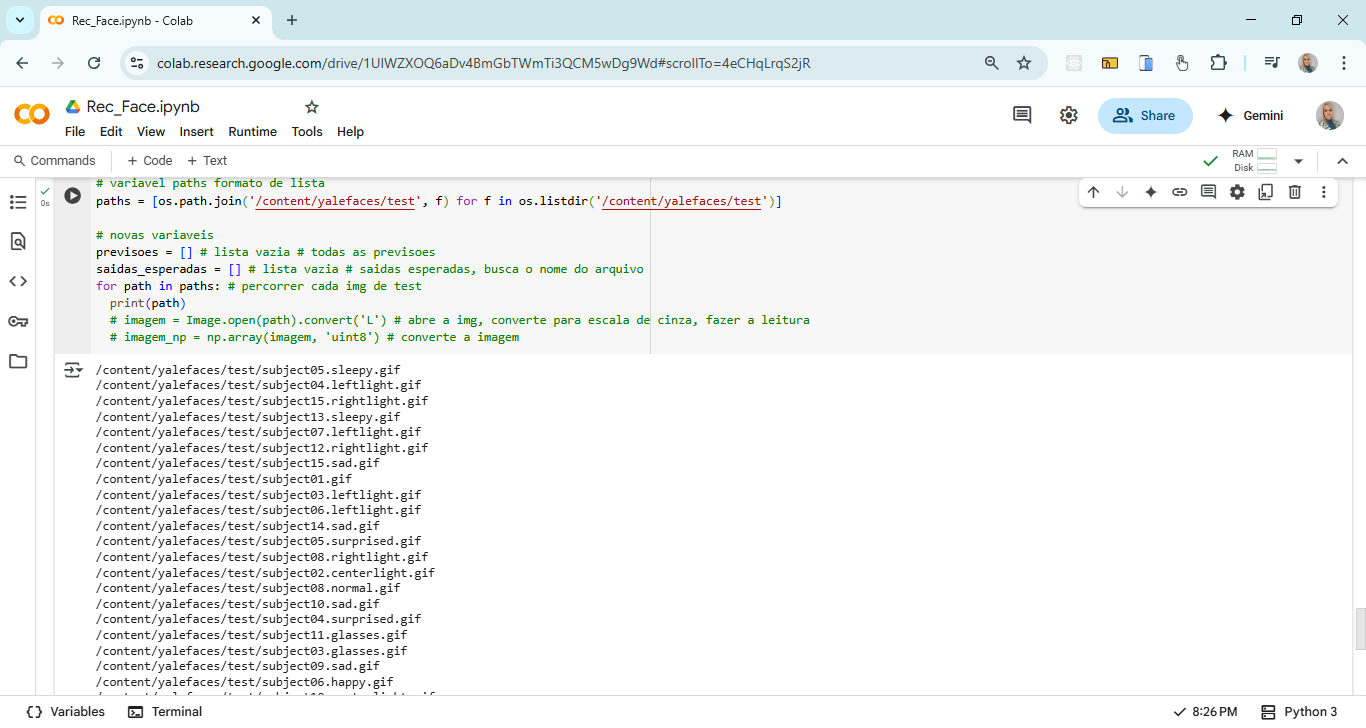 Rec_Face.ipynb - Colab
colab.research.google.com/drive/1UIWZXOQ6aDv4BmGbTWmTi3QCM5wDg9Wd#scrollTo=4eCHqLrqS2jR
CO
Rec_Face.ipynb
File Edit View Insert Runtime Tools Help
Share
Gemini
Commands + Code + Text
RAM
Disk
0s
# variavel paths formato de lista
paths = [os.path.join('/content/yalefaces/test', f) for f in os.listdir('/content/yalefaces/test')]
# novas variaveis
previsoes = [] # lista vazia # todas as previsoes
saidas_esperadas = [] # lista vazia # saidas esperadas, busca o nome do arquivo
for path in paths: # percorrer cada img de test
print(path)
# imagem = Image.open(path).convert('L') # abre a img, converte para escala de cinza, fazer a leitura
# imagem_np = np.array(imagem, 'uint8') # converte a imagem
/content/yalefaces/test/subject05.sleepy.gif
/content/yalefaces/test/subject04.leftlight.gif
/content/yalefaces/test/subject15.rightlight.gif
/content/yalefaces/test/subject13.sleepy.gif
/content/yalefaces/test/subject07.leftlight.gif
/content/yalefaces/test/subject12.rightlight.gif
/content/yalefaces/test/subject15.sad.gif
/content/yalefaces/test/subject01.gif
/content/yalefaces/test/subject03.leftlight.gif
/content/yalefaces/test/subject06.leftlight.gif
/content/yalefaces/test/subject14.sad.gif
/content/yalefaces/test/subject05.surprised.gif
/content/yalefaces/test/subject08.rightlight.gif
/content/yalefaces/test/subject02.centerlight.gif
/content/yalefaces/test/subject08.normal.gif
/content/yalefaces/test/subject10.sad.gif
/content/yalefaces/test/subject04.surprised.gif
/content/yalefaces/test/subject11.glasses.gif
/content/yalefaces/test/subject03.glasses.gif
/content/yalefaces/test/subject09.sad.gif
/content/yalefaces/test/subject06.happy.gif
Variables Terminal
8:26 PM Python 3